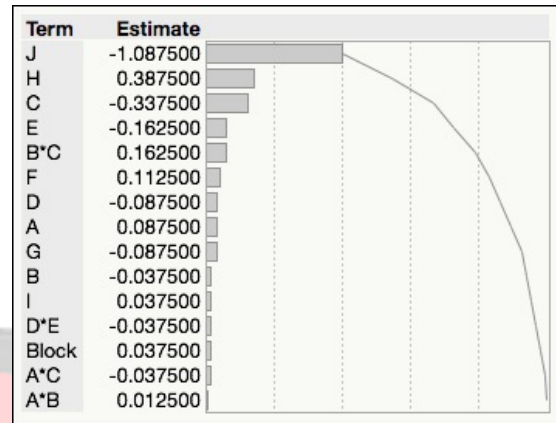 Term Estimate
J -1.087500
H 0.387500
C -0.337500
E -0.162500
B*C 0.162500
F 0.112500
D -0.087500
A 0.087500
G -0.087500
B -0.037500
I 0.037500
D*E -0.037500
Block 0.037500
A*C -0.037500
A*B 0.012500